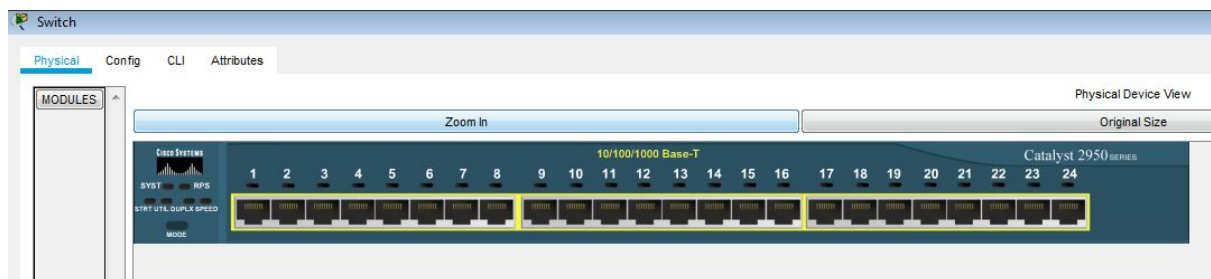 Switch
Physical Config CLI Attributes
MODULES
Physical Device View
Zoom In Original Size
CISCO SYSTEMS
10/100/1000 Base-T
Catalyst 2950 SERIES
1 2 3 4 5 6 7 8 9 10 11 12 13 14 15 16 17 18 19 20 21 22 23 24
SYST RPS
STRT UTIL DUPLX SPEED
MODE